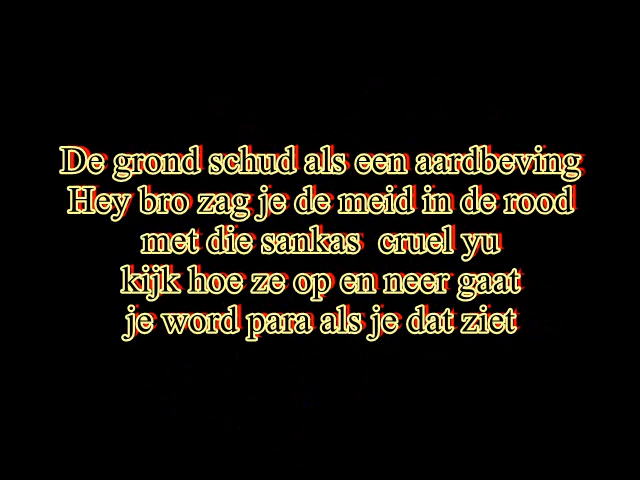 De grond schud als een aardbeving
Hey bro zag je de meid in de rood
met die sankas  cruel yu
kijk hoe ze op en neer gaat
je word para als je dat ziet